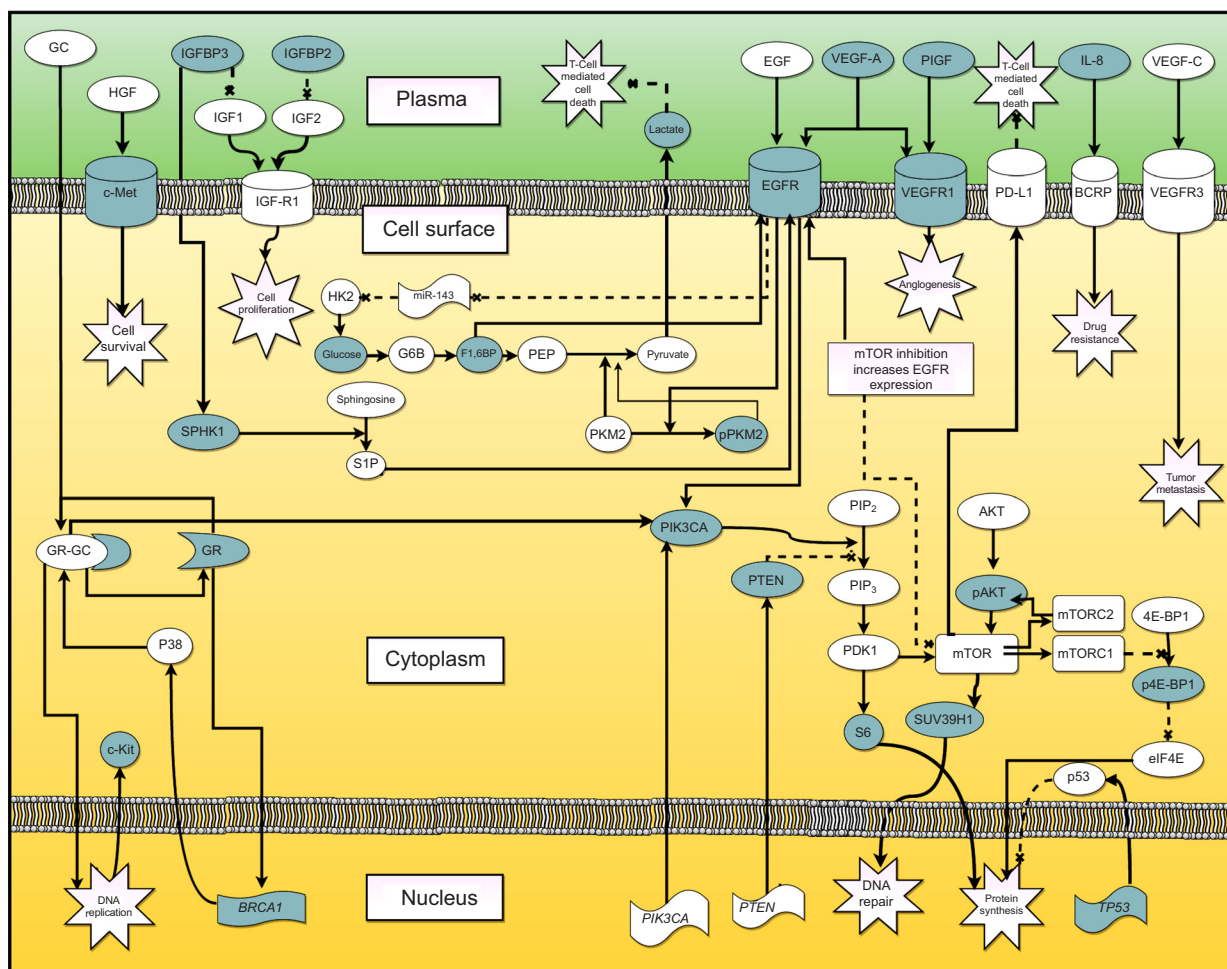 GC
IGFBP3
IGFBP2
HGF
IGF1
IGF2
Plasma
T-Cell
mediated
cell
death
Lactate
EGF
VEGF-A
PIGF
T-Cell
mediated
cell death
IL-8
VEGF-C
c-Met
IGF-R1
EGFR
VEGFR1
PD-L1
BCRP
VEGFR3
Cell surface
Cell
survival
Cell
proliferation
HK2
miR-143
Glucose
G6B
F1,6BP
PEP
Pyruvate
Anglogenesis
Drug
resistance
mTOR inhibition
increases EGFR
expression
Sphingosine
SPHK1
S1P
PKM2
pPKM2
Tumor
metastasis
GR-GC
GR
PIK3CA
PIP2
AKT
PTEN
PIP3
pAKT
mTORC2
4E-BP1
P38
Cytoplasm
PDK1
mTOR
mTORC1
p4E-BP1
c-Kit
S6
SUV39H1
eIF4E
p53
Nucleus
DNA
replication
BRCA1
PIK3CA
PTEN
DNA
repair
Protein
synthesis
TP53